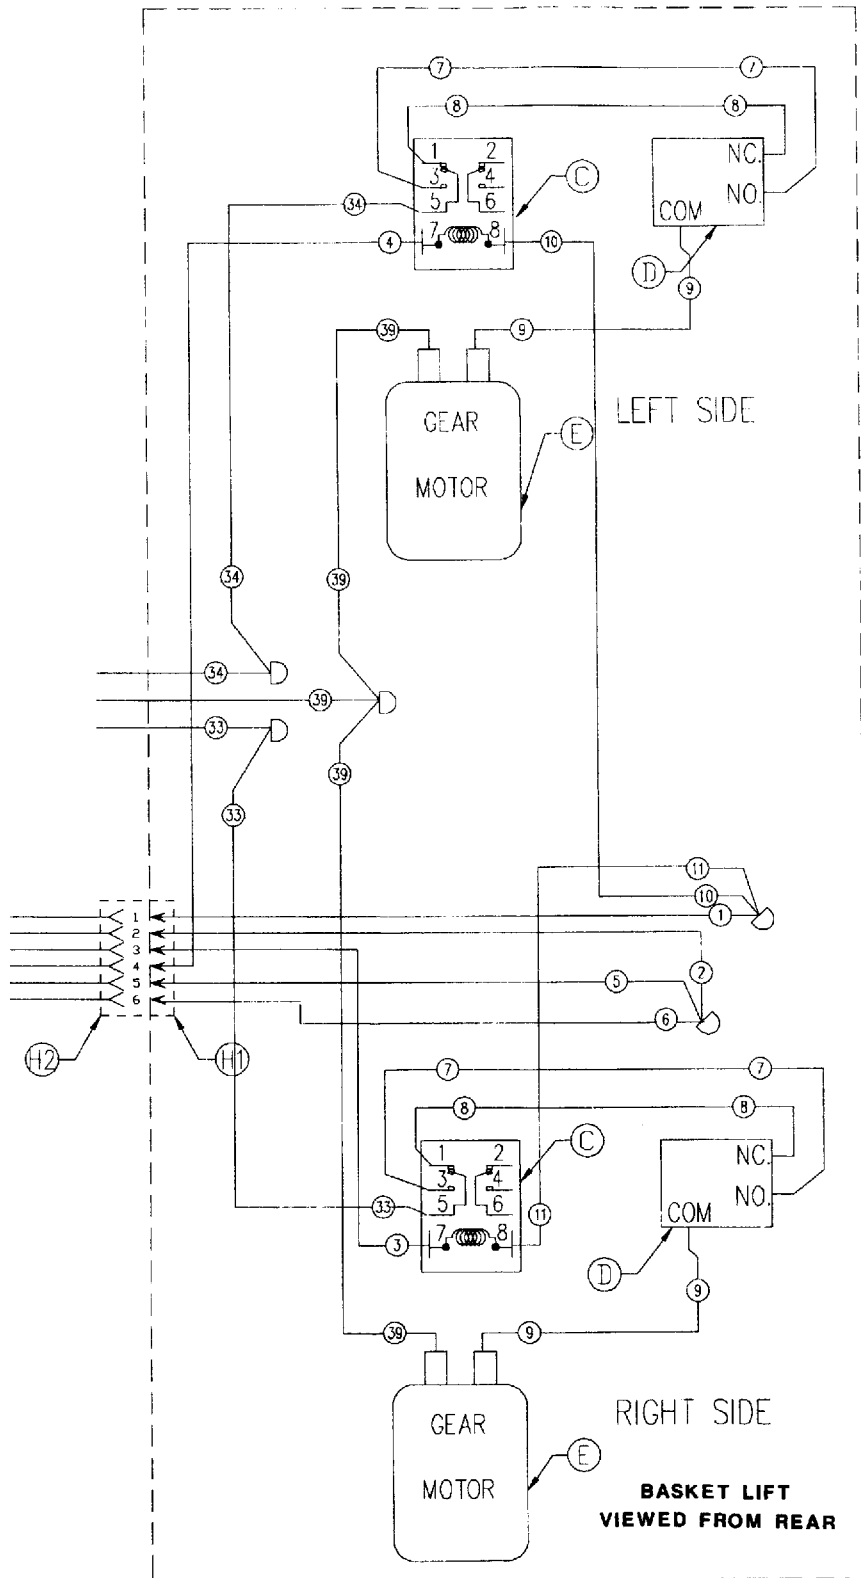 7 7
8 8
1 2
3 4
5 6
7 8
C
NC.
NO.
COM
34
4
10
D
9
39
9
GEAR
MOTOR
E
LEFT SIDE
34
39
34
39
33
39
33
11
10
1
1
2
3
4
5
6
2
5
6
H2
H1
7 7
8 8
1 2
3 4
5 6
7 8
C
NC.
NO.
COM
33
3
11
D
9
39
9
GEAR
MOTOR
E
RIGHT SIDE
BASKET LIFT
VIEWED FROM REAR